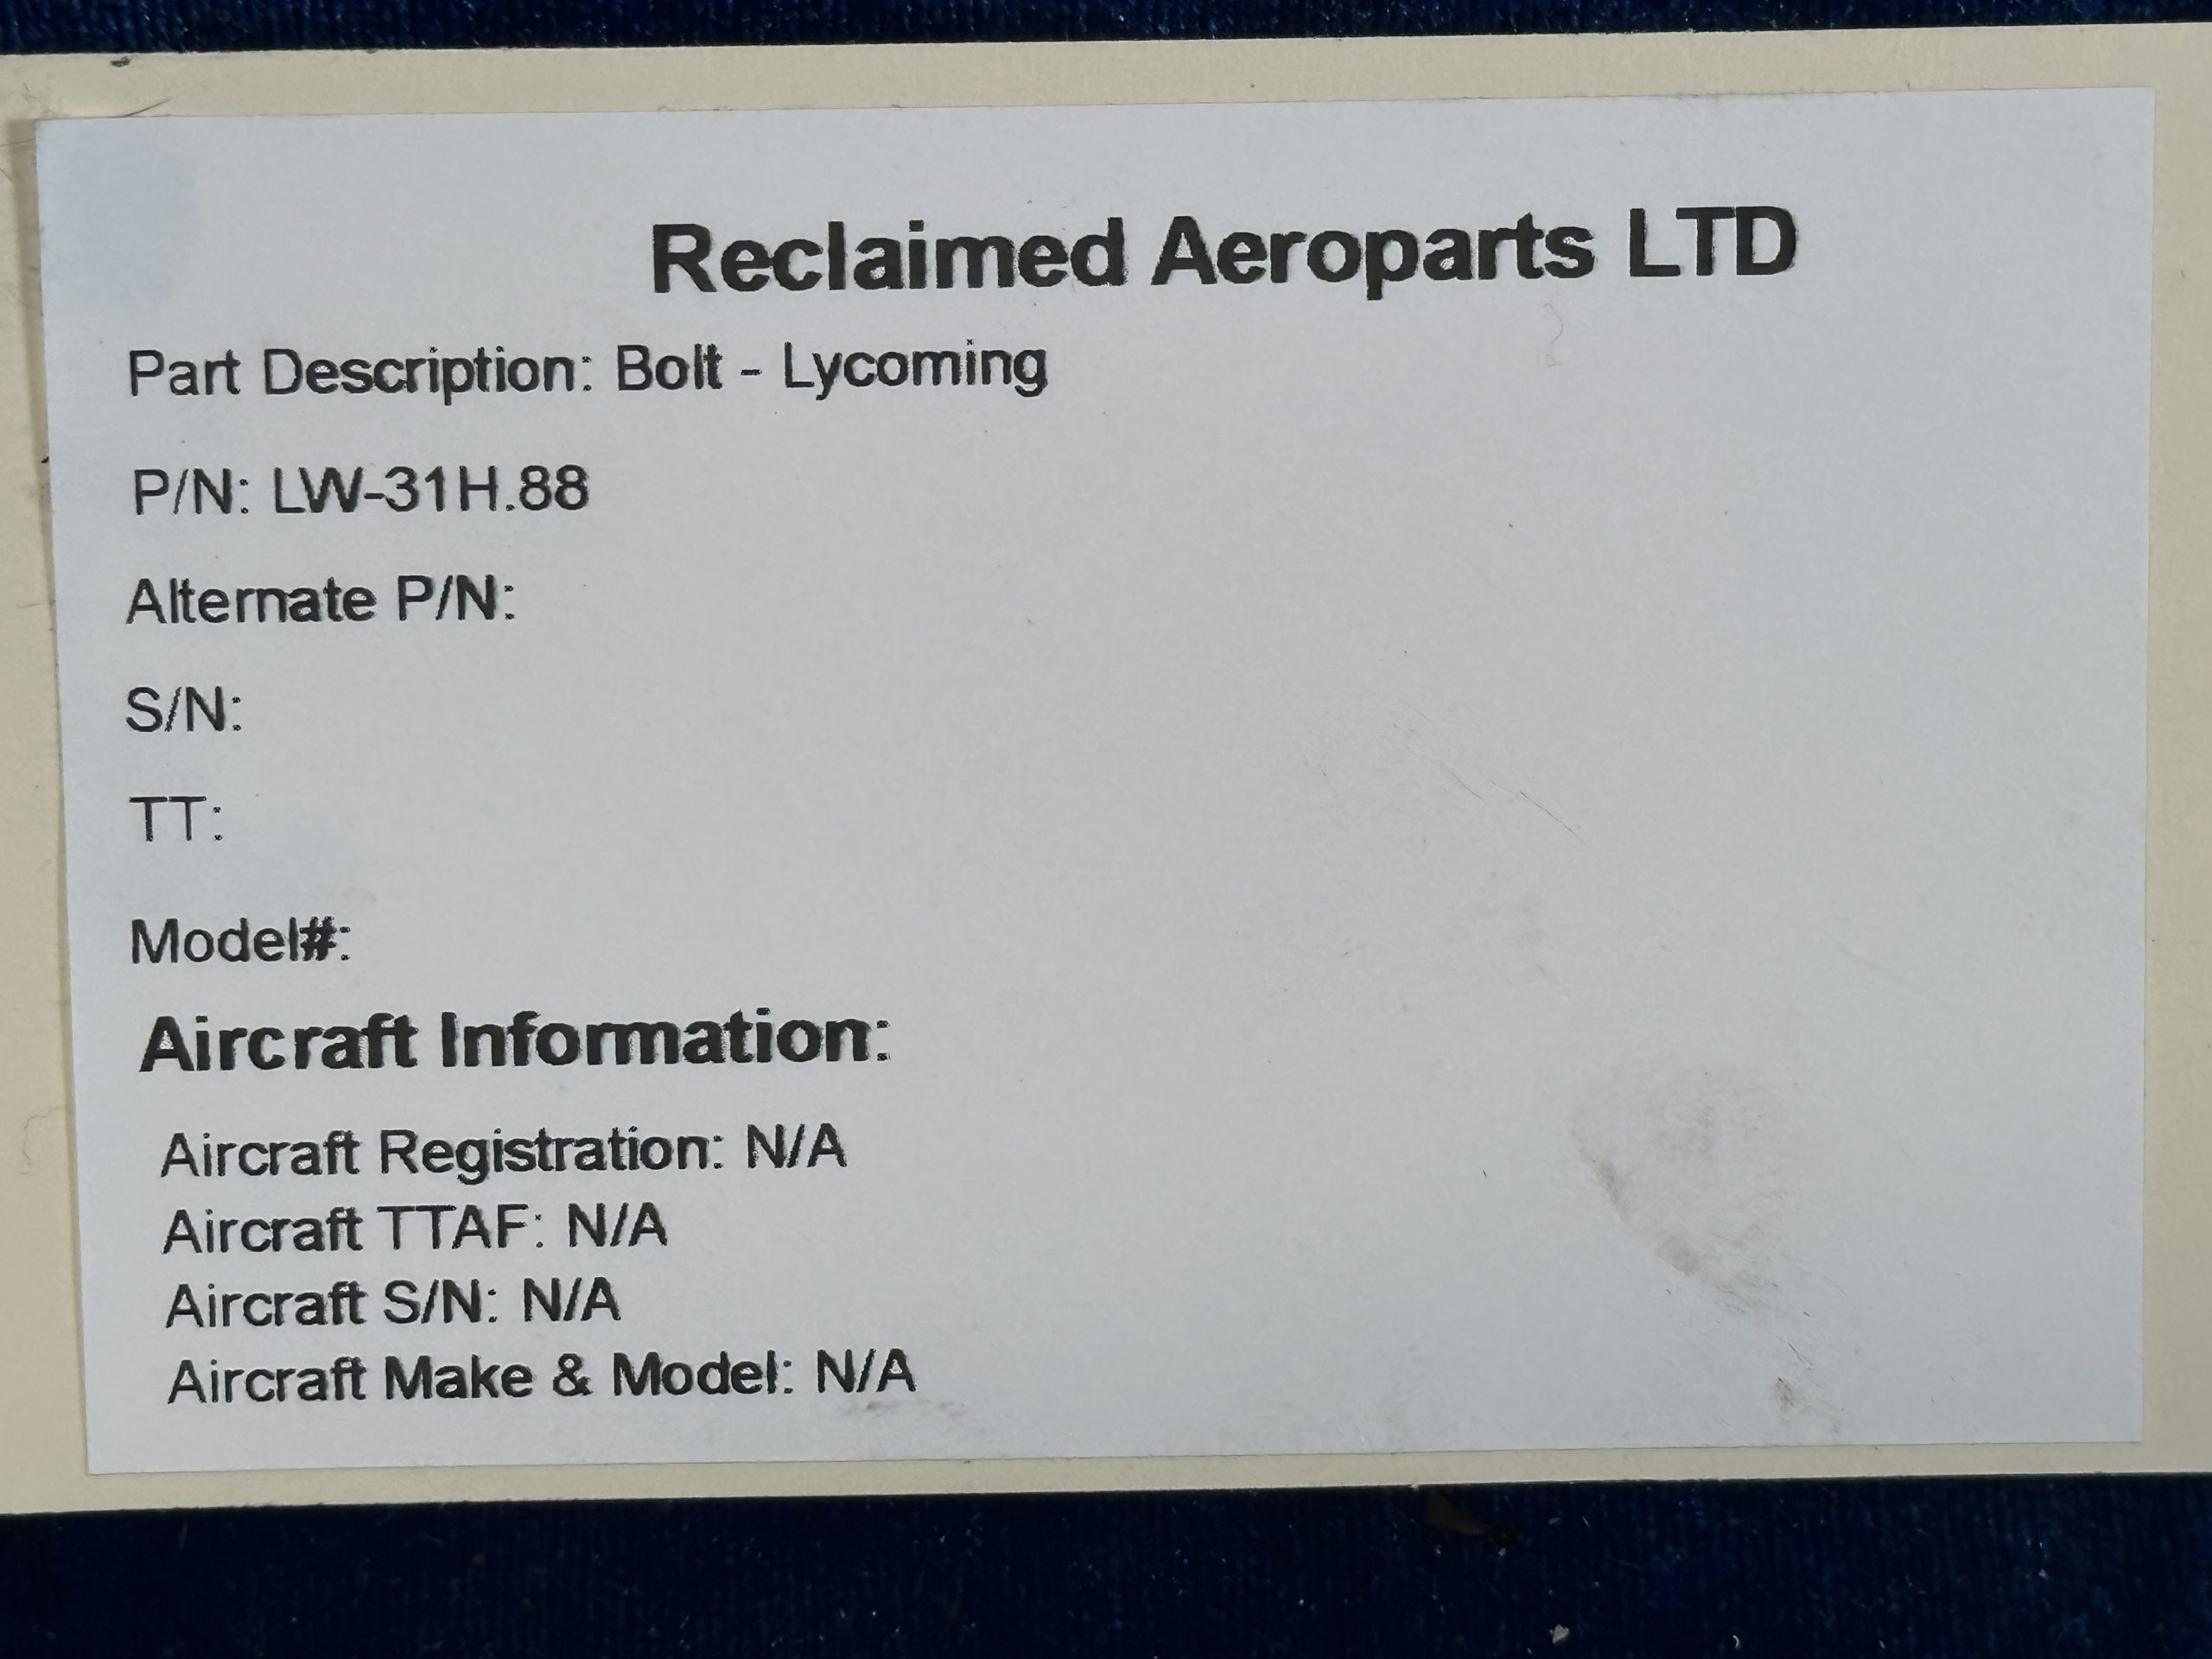 Reclaimed Aeroparts LTD
Part Description: Bolt - Lycoming
P/N: LW-31H.88
Alternate P/N:
S/N:
TT:
Model#:
Aircraft Information:
Aircraft Registration: N/A
Aircraft TTAF: N/A
Aircraft S/N: N/A
Aircraft Make & Model: N/A